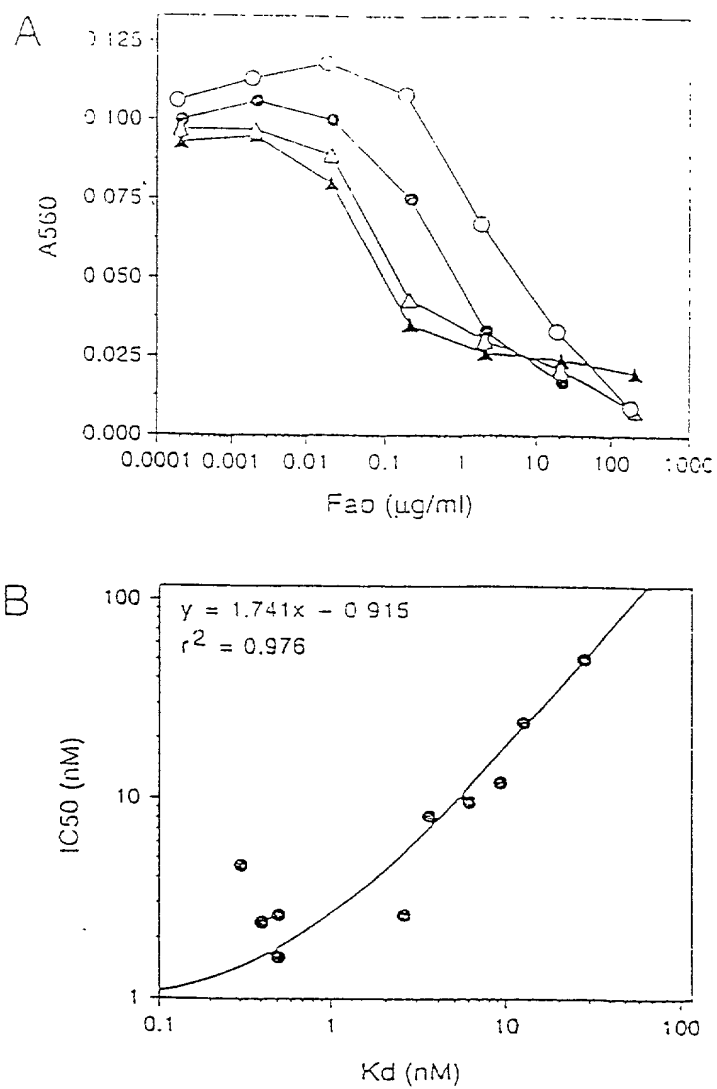 A
0.125
0.100
0.075
0.050
0.025
0.000
A560
0.0001 0.001 0.01 0.1 1 10 100 1000
Fab (µg/ml)
B
y = 1.741x - 0.915
r2 = 0.976
100
10
1
IC50 (nM)
0.1 1 10 100
Kd (nM)